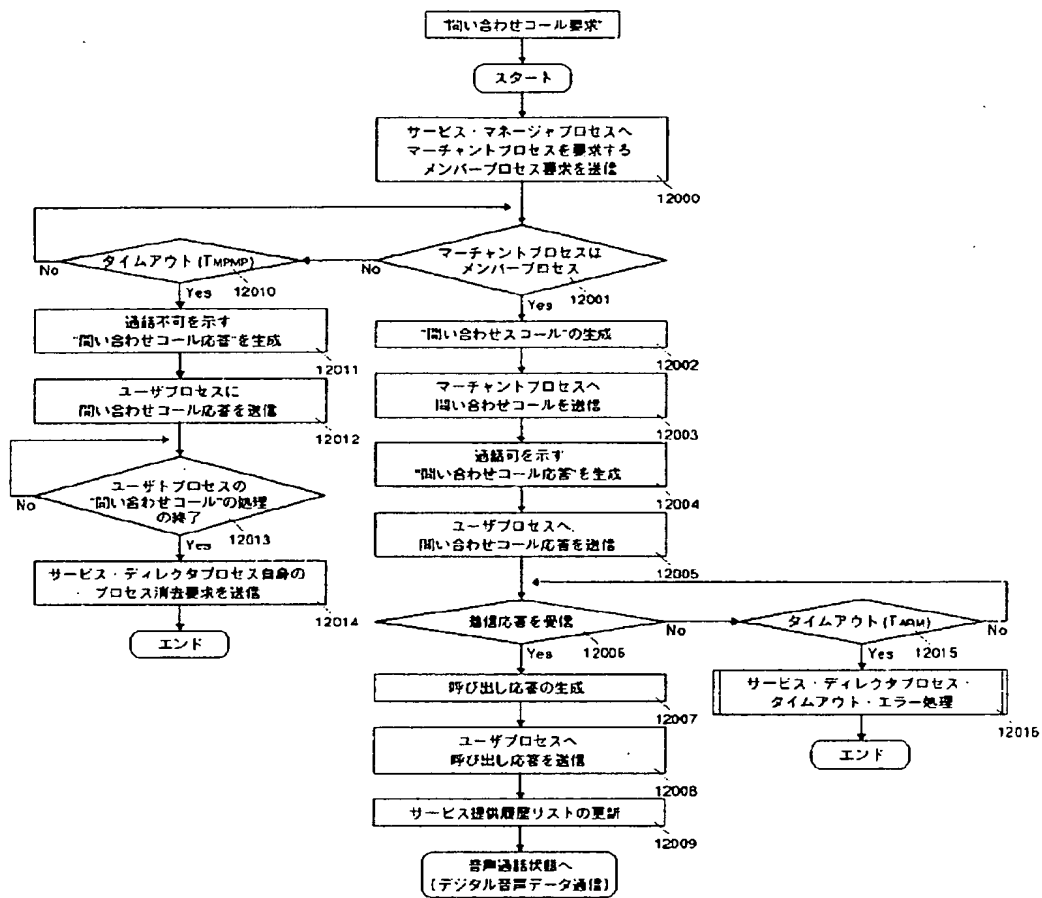 "問い合わせコール要求"
スタート
サービス・マネージャプロセスへ
マーチャントプロセスを要求する
メンバープロセス要求を送信
12000
マーチャントプロセスは
メンバープロセス
12001
No
Yes
タイムアウト(TMPMP)
12010
No
Yes
通話不可を示す
"問い合わせコール応答"を生成
12011
ユーザプロセスに
問い合わせコール応答を送信
12012
ユーザトプロセスの
"問い合わせコール"の処理
の終了
12013
No
Yes
サービス・ディレクタプロセス自身の
プロセス消去要求を送信
12014
エンド
"問い合わせスコール"の生成
12002
マーチャントプロセスへ
問い合わせコールを送信
12003
通話可を示す
"問い合わせコール応答"を生成
12004
ユーザプロセスへ
問い合わせコール応答を送信
12005
着信応答を受信
12006
No
Yes
タイムアウト(TARM)
12015
No
Yes
サービス・ディレクタプロセス・
タイムアウト・エラー処理
12016
エンド
呼び出し応答の生成
12007
ユーザプロセスへ
呼び出し応答を送信
12008
サービス提供履歴リストの更新
12009
音声通話状態へ
(デジタル音声データ通信)